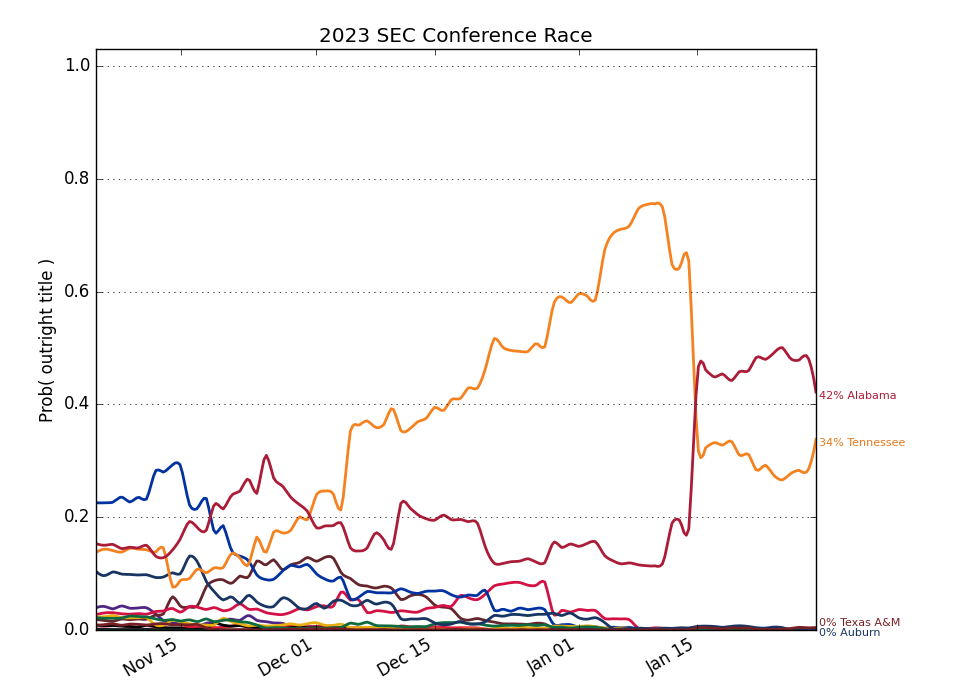 2023 SEC Conference Race
Prob( outright title )
1.0
0.8
0.6
0.4
0.2
0.0
42% Alabama
34% Tennessee
0% Texas A&M
0% Auburn
Nov 15
Dec 01
Dec 15
Jan 01
Jan 15